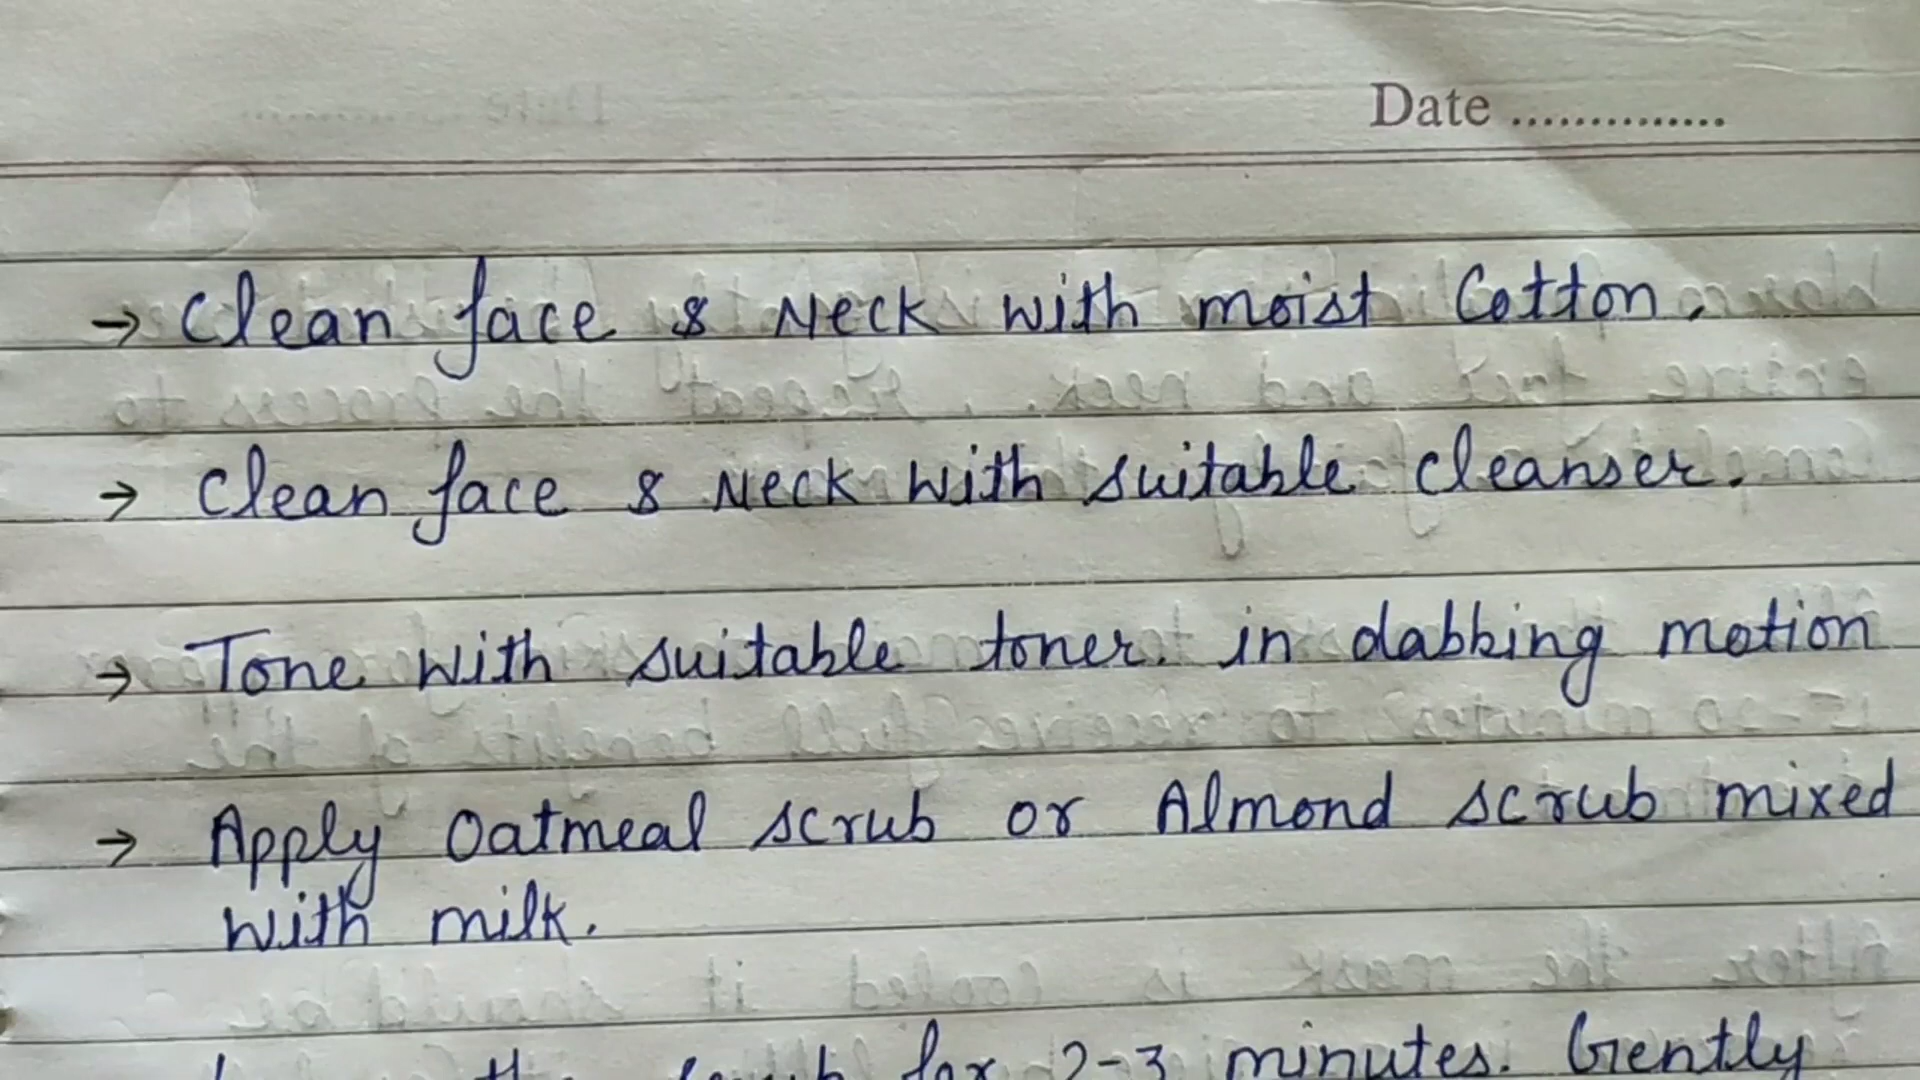 Date ..............
→ Clean face & Neck with moist Cotton.
→ Clean face & Neck with suitable cleanser.
→ Tone with suitable toner. in dabbing motion
→ Apply Oatmeal scrub or Almond scrub mixed
with milk.
for 2-3 minutes. Gently